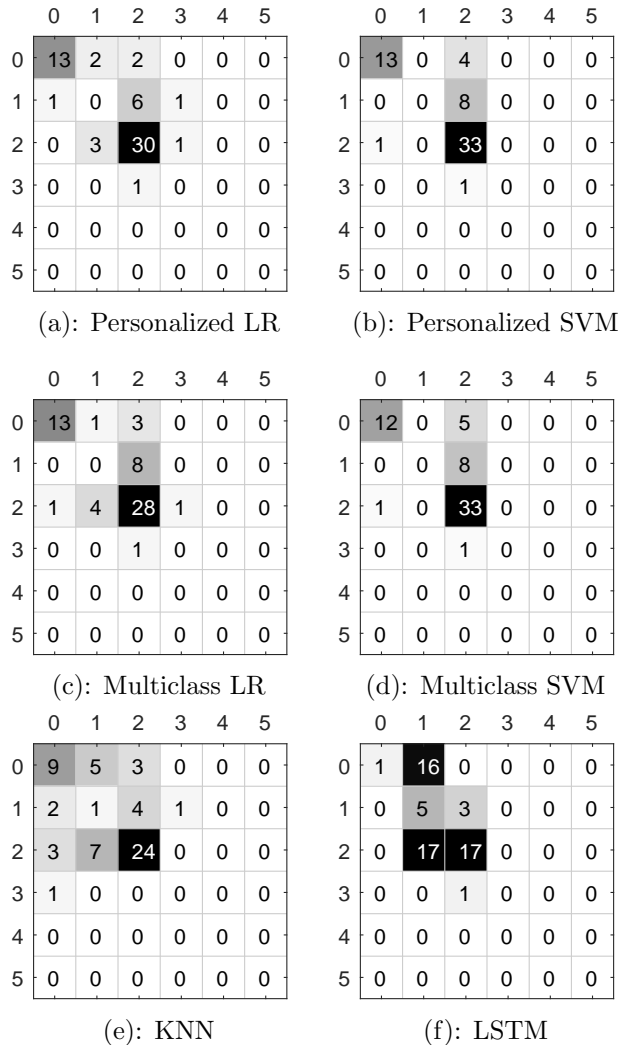 0 1 2 3 4 5
0 13 2 2 0 0 0
1 1 0 6 1 0 0
2 0 3 30 1 0 0
3 0 0 1 0 0 0
4 0 0 0 0 0 0
5 0 0 0 0 0 0
(a): Personalized LR
0 1 2 3 4 5
0 13 0 4 0 0 0
1 0 0 8 0 0 0
2 1 0 33 0 0 0
3 0 0 1 0 0 0
4 0 0 0 0 0 0
5 0 0 0 0 0 0
(b): Personalized SVM
0 1 2 3 4 5
0 13 1 3 0 0 0
1 0 0 8 0 0 0
2 1 4 28 1 0 0
3 0 0 1 0 0 0
4 0 0 0 0 0 0
5 0 0 0 0 0 0
(c): Multiclass LR
0 1 2 3 4 5
0 12 0 5 0 0 0
1 0 0 8 0 0 0
2 1 0 33 0 0 0
3 0 0 1 0 0 0
4 0 0 0 0 0 0
5 0 0 0 0 0 0
(d): Multiclass SVM
0 1 2 3 4 5
0 9 5 3 0 0 0
1 2 1 4 1 0 0
2 3 7 24 0 0 0
3 1 0 0 0 0 0
4 0 0 0 0 0 0
5 0 0 0 0 0 0
(e): KNN
0 1 2 3 4 5
0 1 16 0 0 0 0
1 0 5 3 0 0 0
2 0 17 17 0 0 0
3 0 0 1 0 0 0
4 0 0 0 0 0 0
5 0 0 0 0 0 0
(f): LSTM